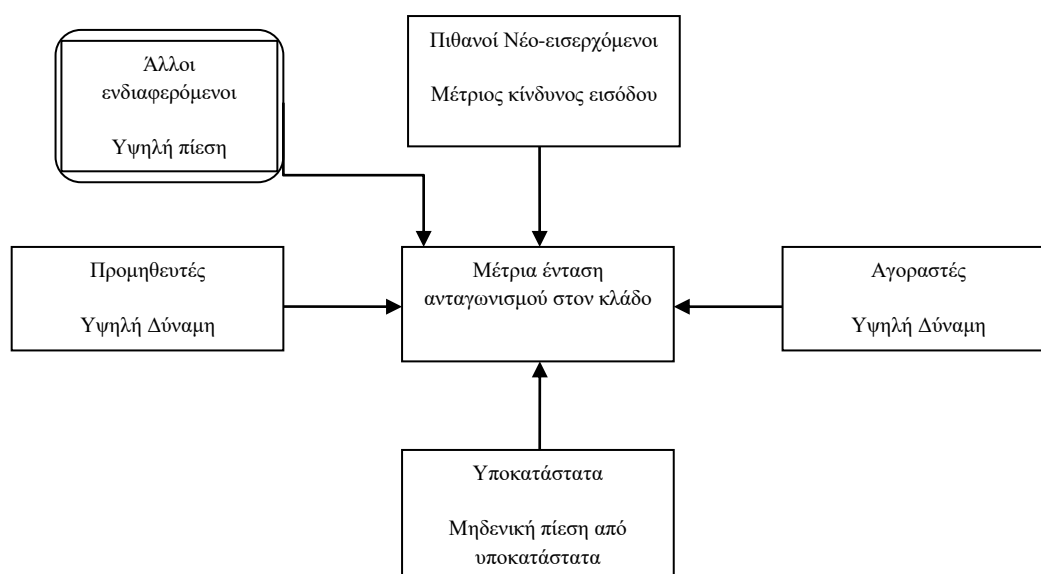 Άλλοι
ενδιαφερόμενοι
Υψηλή πίεση
Πιθανοί Νέο-εισερχόμενοι
Μέτριος κίνδυνος εισόδου
Προμηθευτές
Υψηλή Δύναμη
Μέτρια ένταση
ανταγωνισμού στον κλάδο
Αγοραστές
Υψηλή Δύναμη
Υποκατάστατα
Μηδενική πίεση από
υποκατάστατα